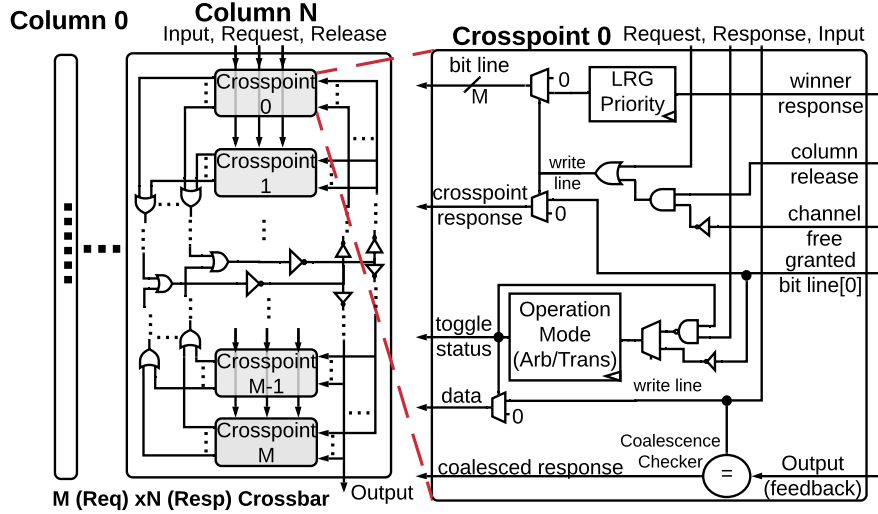 Column 0
Column N
Input, Request, Release
Crosspoint
0
Crosspoint
1
Crosspoint
M-1
Crosspoint
M
Output
M (Req) xN (Resp) Crossbar
Crosspoint 0
Request, Response, Input
bit line
M
0
LRG
Priority
winner
response
write
line
column
release
crosspoint
response
0
channel
free
granted
bit line[0]
toggle
status
Operation
Mode
(Arb/Trans)
write line
data
0
Coalescence
Checker
=
coalesced response
Output
(feedback)